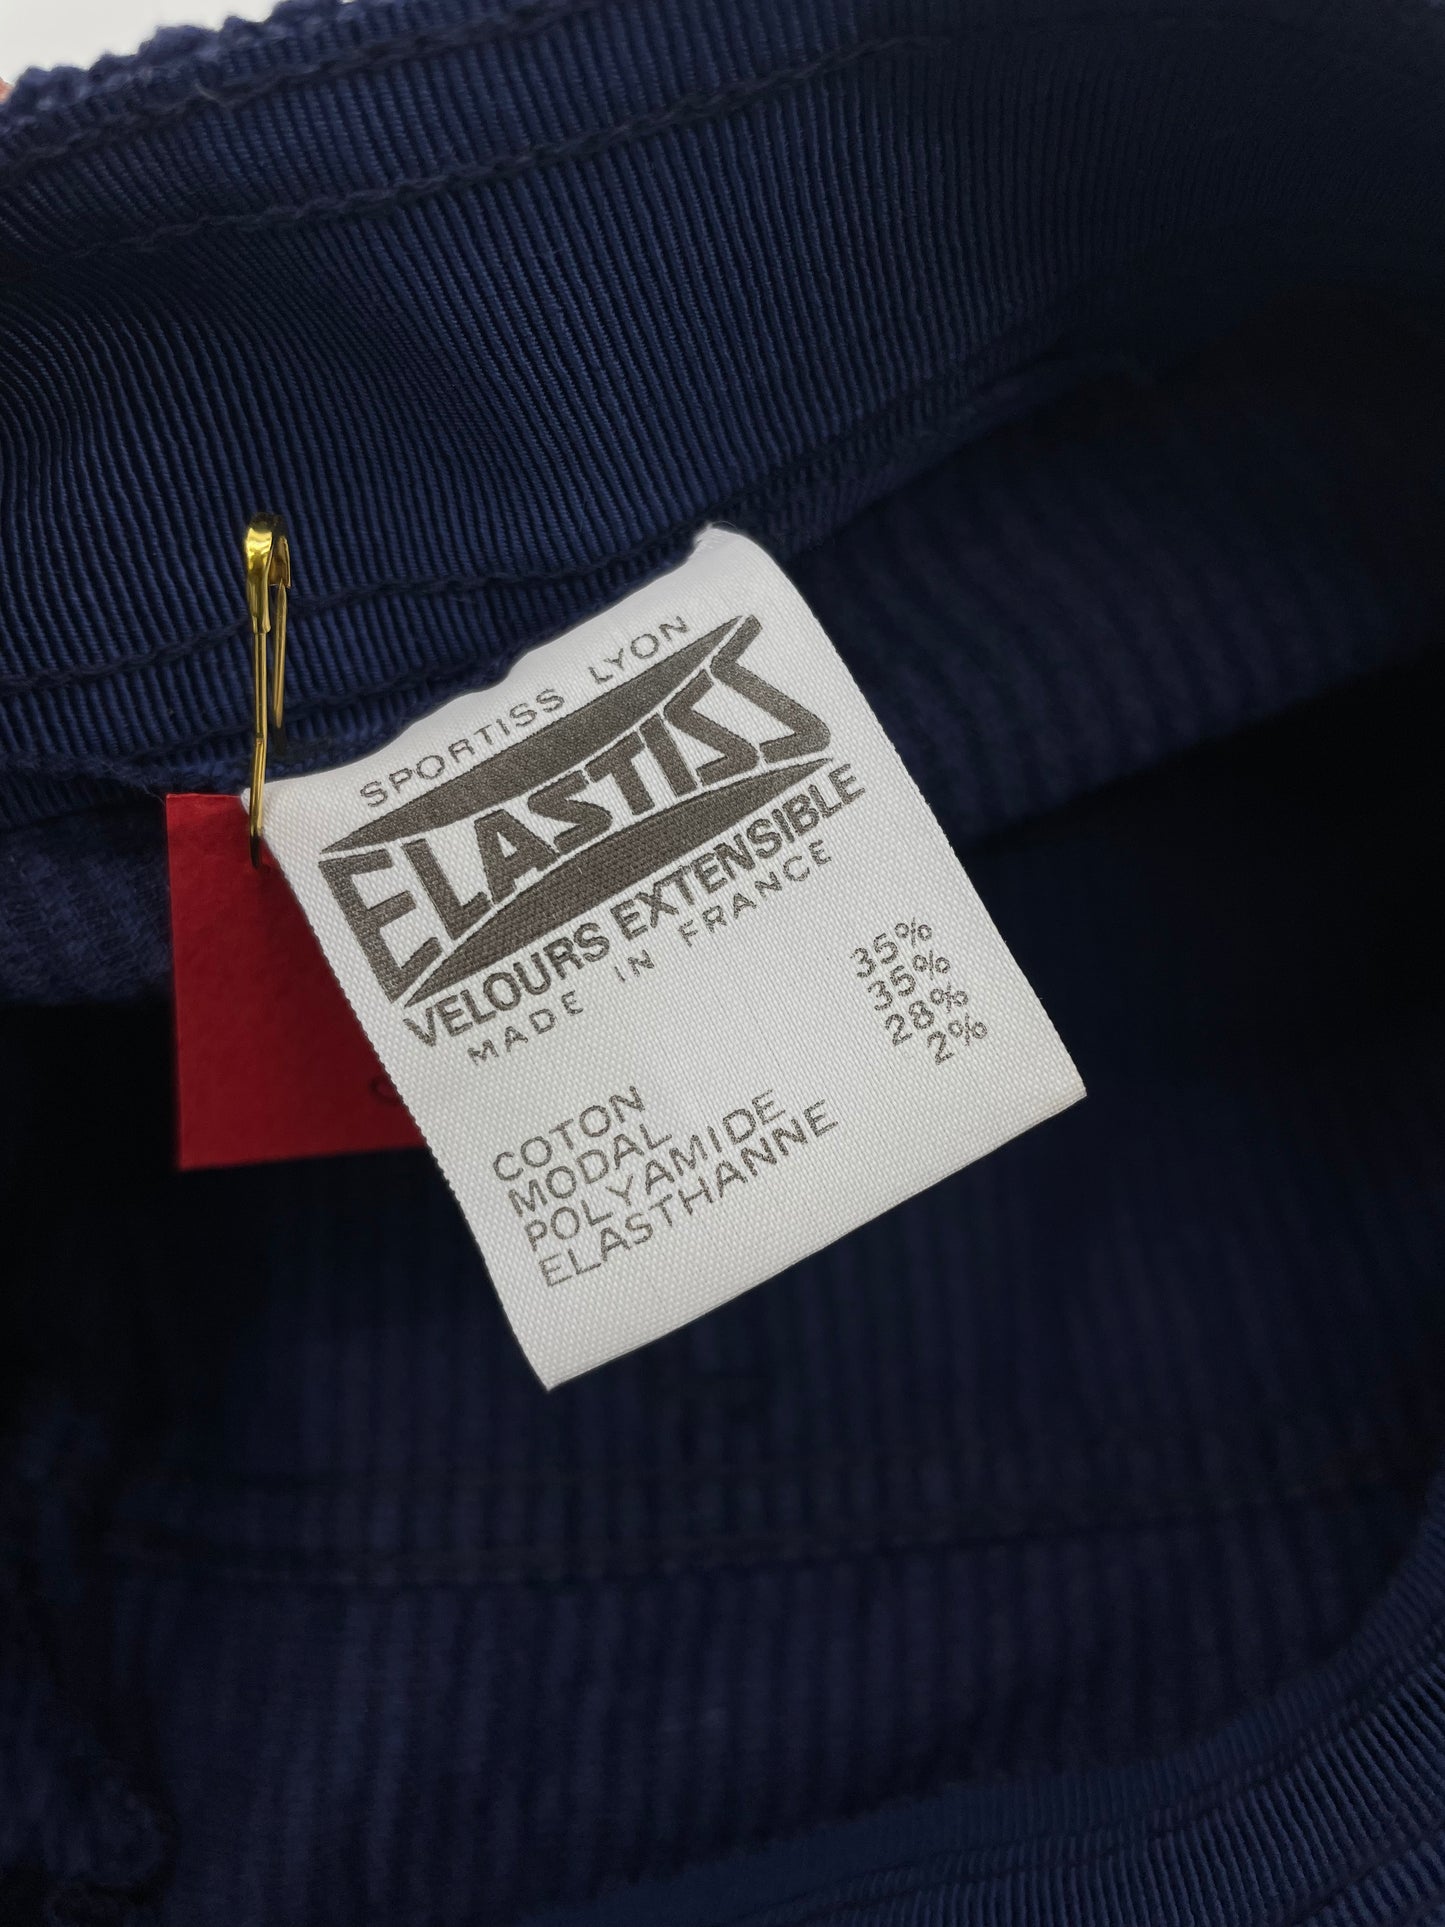 SPORTISS LYON
ELASTISS
VELOURS EXTENSIBLE
MADE IN FRANCE
COTON 35%
MODAL 35%
POLYAMIDE 28%
ELASTHANNE 2%